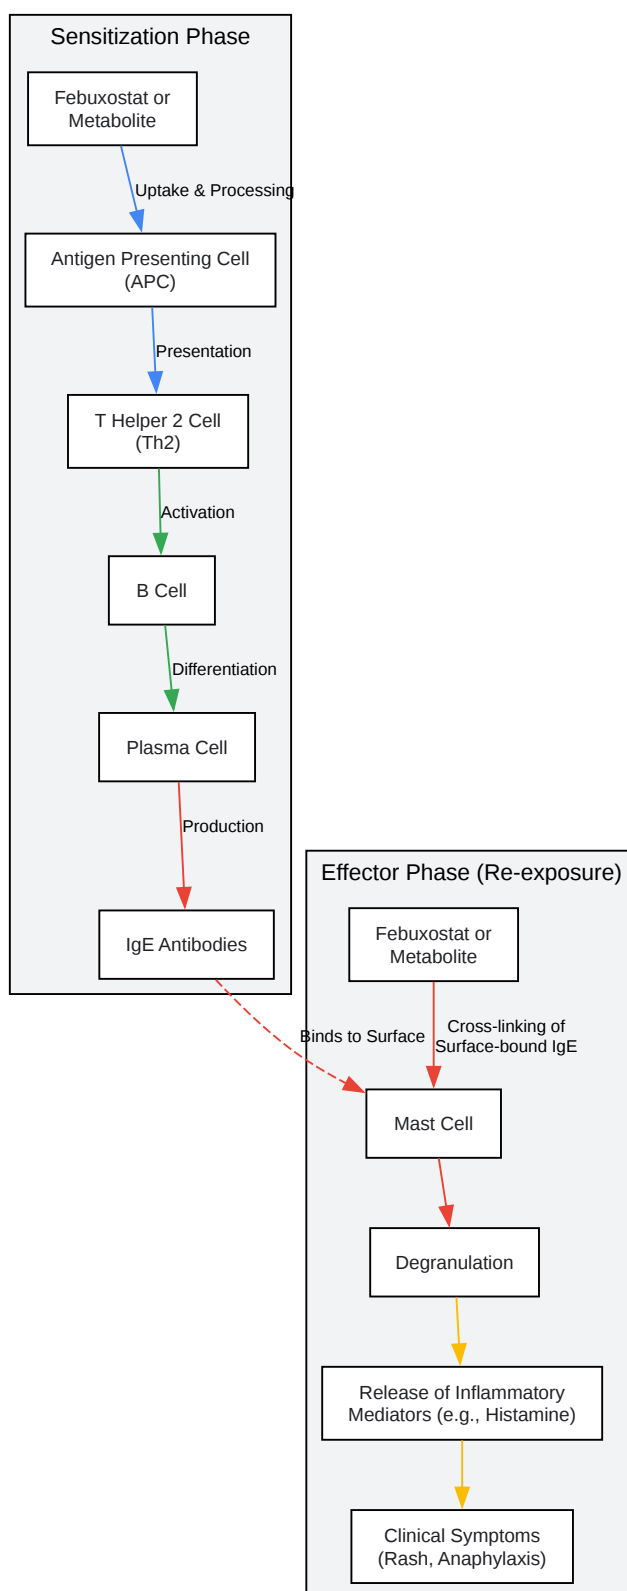 Sensitization Phase
Febuxostat or
Metabolite
Uptake & Processing
Antigen Presenting Cell
(APC)
Presentation
T Helper 2 Cell
(Th2)
Activation
B Cell
Differentiation
Plasma Cell
Production
IgE Antibodies
Effector Phase (Re-exposure)
Febuxostat or
Metabolite
Binds to Surface
Cross-linking of
Surface-bound IgE
Mast Cell
Degranulation
Release of Inflammatory
Mediators (e.g., Histamine)
Clinical Symptoms
(Rash, Anaphylaxis)